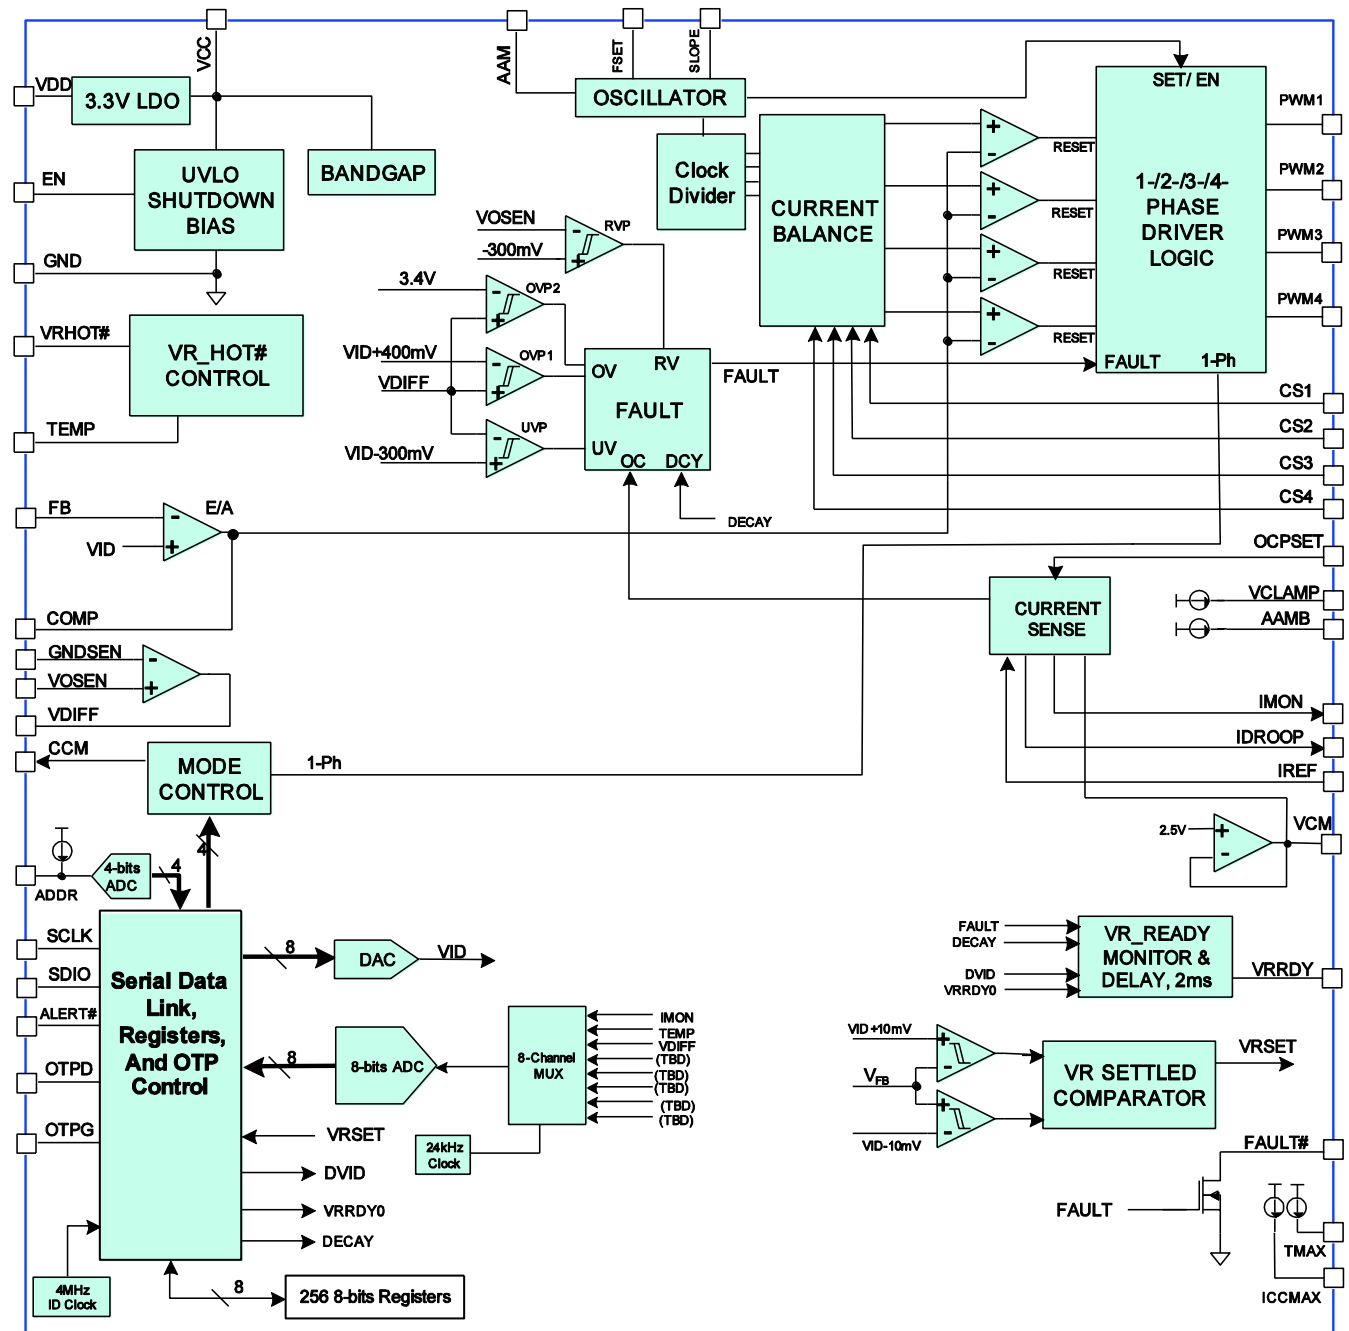 VCC
AAM
FSET
SLOPE
VDD
3.3V LDO
OSCILLATOR
SET/ EN
PWM1
EN
UVLO
SHUTDOWN
BIAS
BANDGAP
Clock
Divider
CURRENT
BALANCE
+
-
RESET
+
-
RESET
+
-
RESET
+
-
RESET
1-/2-/3-/4-
PHASE
DRIVER
LOGIC
PWM2
PWM3
PWM4
GND
VOSEN
-300mV
-
+
RVP
3.4V
-
+
OVP2
VRHOT#
VR_HOT#
CONTROL
VID+400mV
VDIFF
-
+
OVP1
OV
RV
FAULT
UV
OC
DCY
FAULT
FAULT
1-Ph
TEMP
VID-300mV
-
+
UVP
DECAY
CS1
CS2
CS3
CS4
FB
E/A
-
+
VID
OCPSET
COMP
CURRENT
SENSE
VCLAMP
AAMB
GNDSEN
-
VOSEN
+
VDIFF
IMON
IDROOP
IREF
CCM
MODE
CONTROL
1-Ph
4
2.5V
+
-
VCM
ADDR
4-bits
ADC
4
SCLK
SDIO
ALERT#
OTPD
OTPG
Serial Data
Link,
Registers,
And OTP
Control
8
DAC
VID
8
8-bits ADC
8-Channel
MUX
IMON
TEMP
VDIFF
(TBD)
(TBD)
(TBD)
(TBD)
(TBD)
24kHz
Clock
VRSET
DVID
VRRDY0
DECAY
4MHz
ID Clock
8
256 8-bits Registers
FAULT
DECAY
DVID
VRRDY0
VR_READY
MONITOR &
DELAY, 2ms
VRRDY
VID+10mV
VFB
VID-10mV
+
-
+
-
VR SETTLED
COMPARATOR
VRSET
FAULT#
FAULT
TMAX
ICCMAX